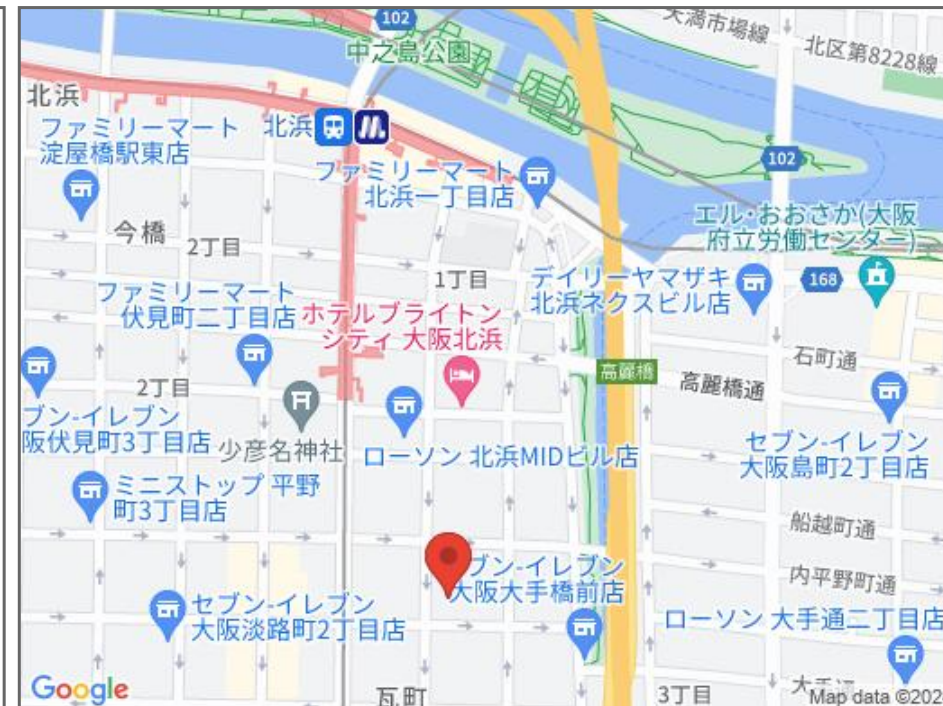 102
天満市場線
北区第8228線
中之島公園
北浜
ファミリーマート
淀屋橋駅東店
北浜
ファミリーマート
北浜一丁目店
102
エル・おおさか(大阪
府立労働センター)
今橋
2丁目
1丁目
デイリーヤマザキ
北浜ネクスビル店
168
ファミリーマート
伏見町二丁目店
ホテルブライトン
シティ 大阪北浜
石町通
高麗橋
高麗橋通
2丁目
ブン-イレブン
阪伏見町3丁目店
少彦名神社
ローソン 北浜MIDビル店
セブン-イレブン
大阪島町2丁目店
ミニストップ 平野
町3丁目店
船越町通
内平野町通
ブン-イレブン
大阪大手橋前店
セブン-イレブン
大阪淡路町2丁目店
ローソン 大手通二丁目店
Google
瓦町
3丁目
大手通
Map data ©202